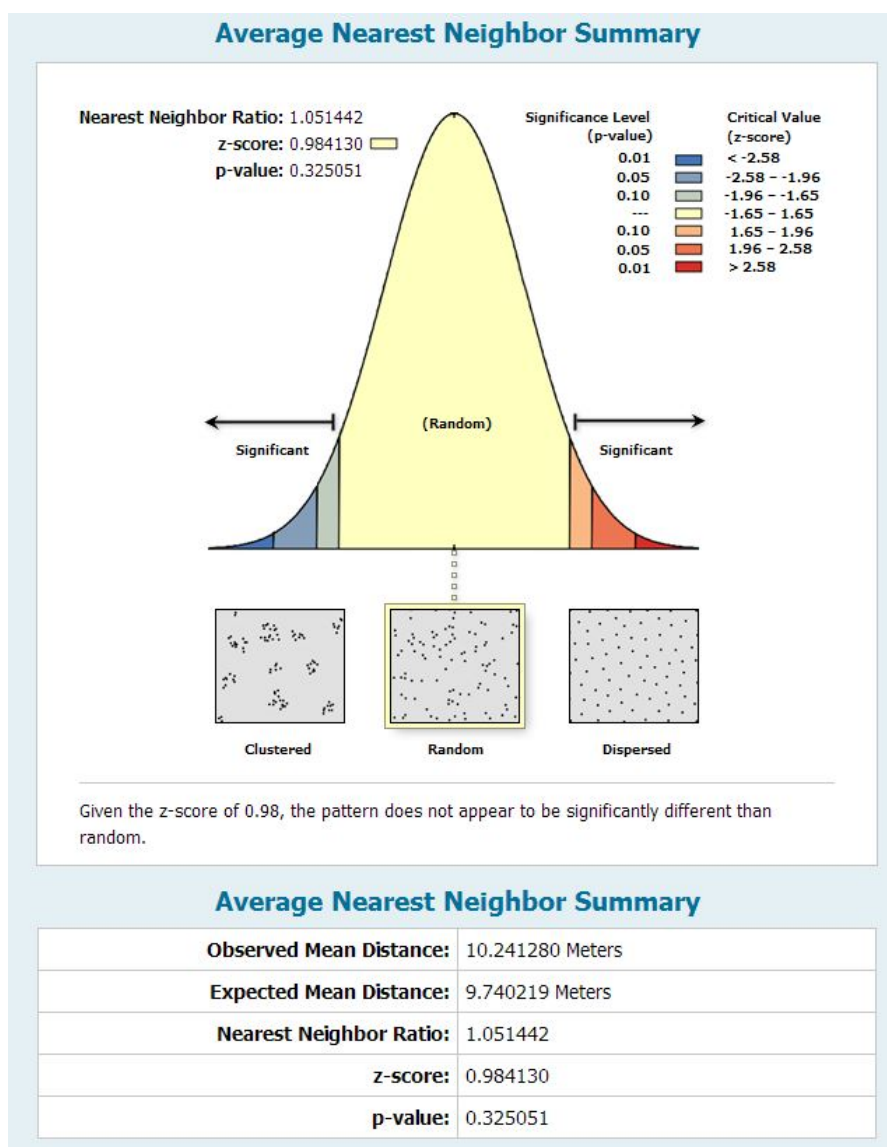 Average Nearest Neighbor Summary
Nearest Neighbor Ratio: 1.051442
z-score: 0.984130
p-value: 0.325051
Significance Level (p-value)
Critical Value (z-score)
0.01 < -2.58
0.05 -2.58 – -1.96
0.10 -1.96 – -1.65
--- -1.65 – 1.65
0.10 1.65 – 1.96
0.05 1.96 – 2.58
0.01 > 2.58
(Random)
Significant
Significant
Clustered
Random
Dispersed
Given the z-score of 0.98, the pattern does not appear to be significantly different than
random.
Average Nearest Neighbor Summary
Observed Mean Distance: 10.241280 Meters
Expected Mean Distance: 9.740219 Meters
Nearest Neighbor Ratio: 1.051442
z-score: 0.984130
p-value: 0.325051